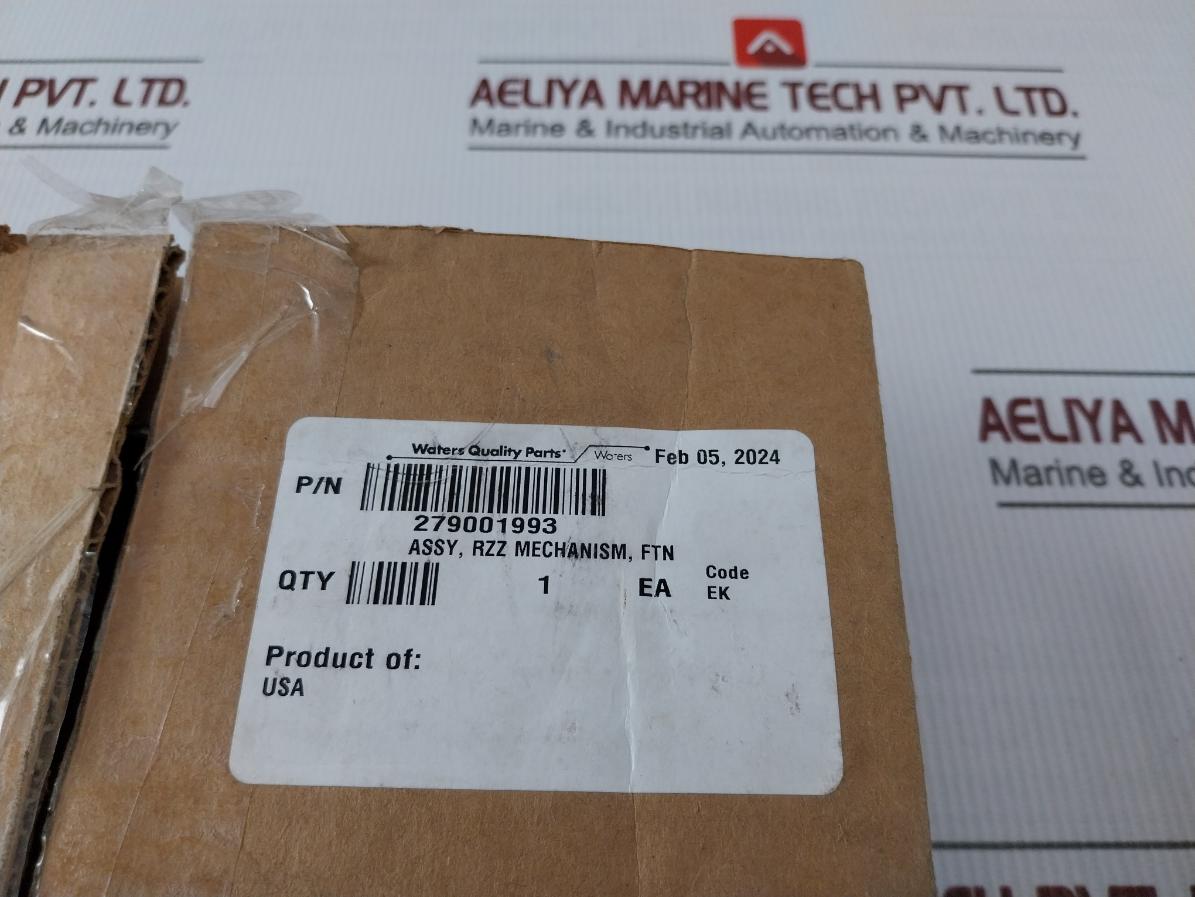 PVT. LTD.
& Machinery
AELIYA MARINE TECH PVT. LTD.
Marine & Industrial Automation & Machinery
AELIYA M
Marine & Ind
Waters Quality Parts Waters Feb 05, 2024
P/N
279001993
ASSY, RZZ MECHANISM, FTN
QTY 1 EA Code
EK
Product of:
USA